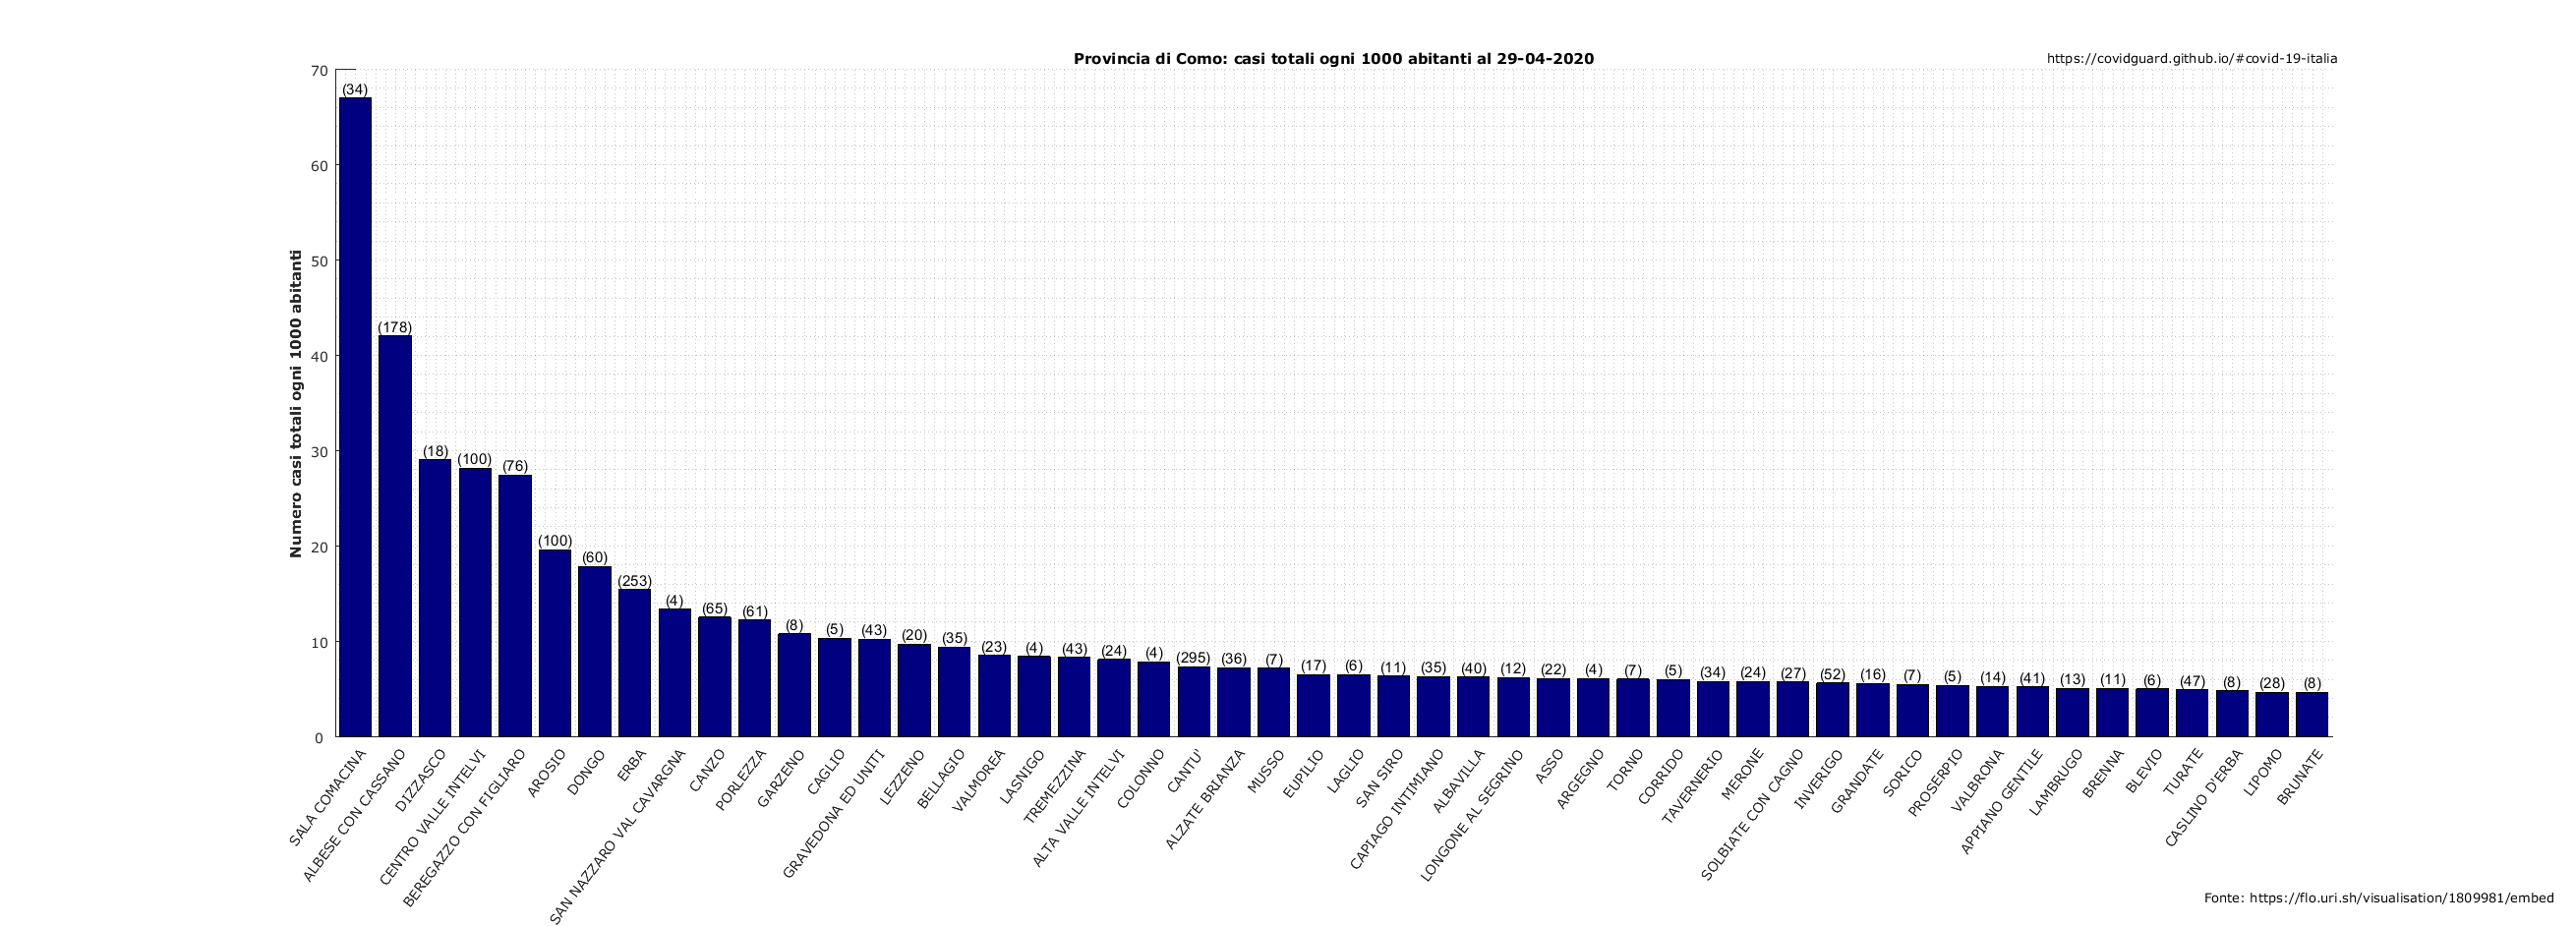 Provincia di Como: casi totali ogni 1000 abitanti al 29-04-2020
https://covidguard.github.io/#covid-19-italia
Numero casi totali ogni 1000 abitanti
70
60
50
40
30
20
10
0
(34)
(178)
(18)
(100)
(76)
(100)
(60)
(253)
(4)
(65)
(61)
(8)
(5)
(43)
(20)
(35)
(23)
(4)
(43)
(24)
(4)
(295)
(36)
(7)
(17)
(6)
(11)
(35)
(40)
(12)
(22)
(4)
(7)
(5)
(34)
(24)
(27)
(52)
(16)
(7)
(5)
(14)
(41)
(13)
(11)
(6)
(47)
(8)
(28)
(8)
SALA COMACINA
ALBESE CON CASSANO
DIZZASCO
CENTRO VALLE INTELVI
BEREGAZZO CON FIGLIARO
AROSIO
DONGO
ERBA
SAN NAZZARO VAL CAVARGNA
CANZO
PORLEZZA
GARZENO
CAGLIO
GRAVEDONA ED UNITI
LEZZENO
BELLAGIO
VALMOREA
LASNIGO
TREMEZZINA
ALTA VALLE INTELVI
COLONNO
CANTU'
ALZATE BRIANZA
MUSSO
EUPILIO
LAGLIO
SAN SIRO
CAPIAGO INTIMIANO
ALBAVILLA
LONGONE AL SEGRINO
ASSO
ARGEGNO
TORNO
CORRIDO
TAVERNERIO
MERONE
SOLBIATE CON CAGNO
INVERIGO
GRANDATE
SORICO
PROSERPIO
VALBRONA
APPIANO GENTILE
LAMBRUGO
BRENNA
BLEVIO
TURATE
CASLINO D'ERBA
LIPOMO
BRUNATE
Fonte: https://flo.uri.sh/visualisation/1809981/embed